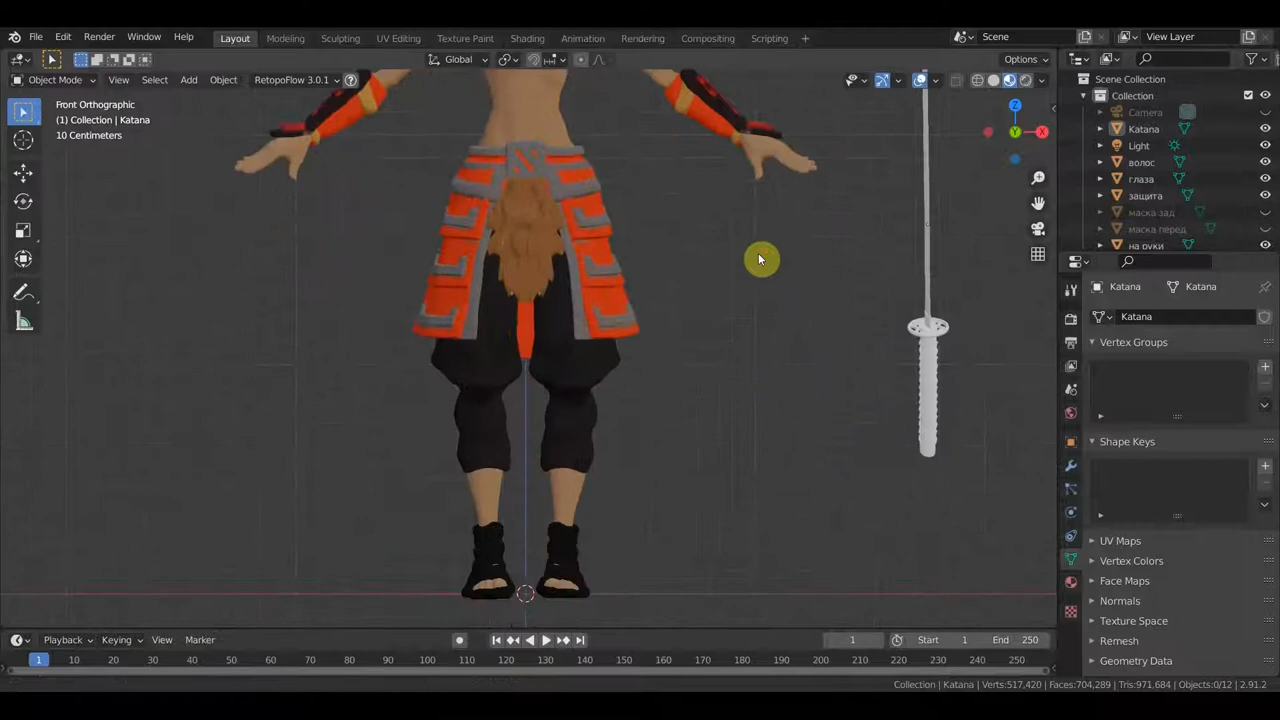 File Edit Render Window Help Layout Modeling Sculpting UV Editing Texture Paint Shading Animation Rendering Compositing Scripting + Scene View Layer
Global Options
Object Mode View Select Add Object RetopoFlow 3.0.1
Scene Collection
Collection
Camera
Katana
Light
волос
глаза
защита
маска зад
маска перед
на руки
Front Orthographic
(1) Collection | Katana
10 Centimeters
Z
Y
X
Katana Katana
Katana
Vertex Groups
Shape Keys
UV Maps
Vertex Colors
Face Maps
Normals
Texture Space
Remesh
Geometry Data
Playback Keying View Marker 1 Start 1 End 250
1 10 20 30 40 50 60 70 80 90 100 110 120 130 140 150 160 170 180 190 200 210 220 230 240 250
Collection | Katana | Verts:517,420 | Faces:704,289 | Tris:971,684 | Objects:0/12 | 2.91.2